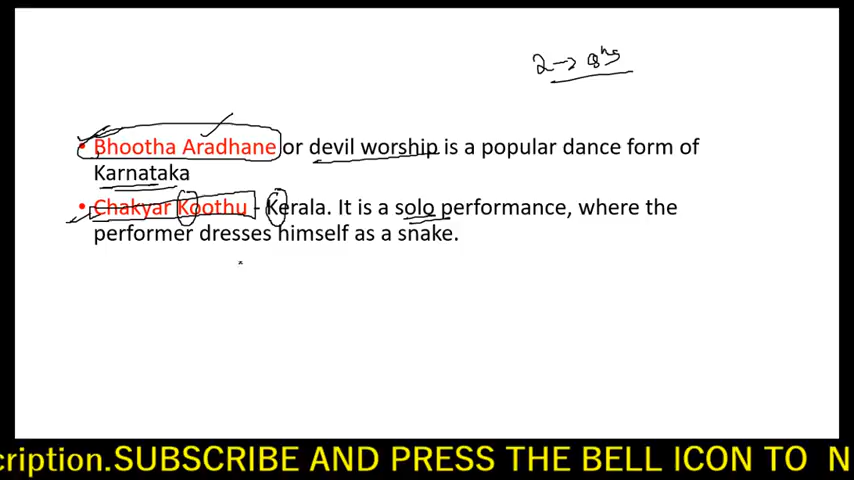 2 → 8hs
• Bhootha Aradhane or devil worship is a popular dance form of
Karnataka
• Chakyar Koothu - Kerala. It is a solo performance, where the
performer dresses himself as a snake.
cription.SUBSCRIBE AND PRESS THE BELL ICON TO N